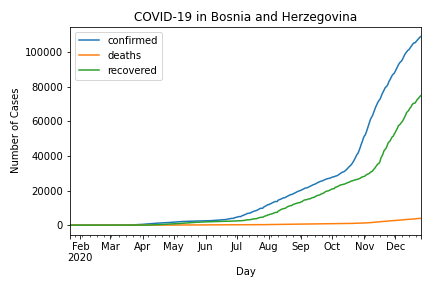 COVID-19 in Bosnia and Herzegovina
confirmed
deaths
recovered
Number of Cases
100000
80000
60000
40000
20000
0
Feb Mar Apr May Jun Jul Aug Sep Oct Nov Dec
2020
Day